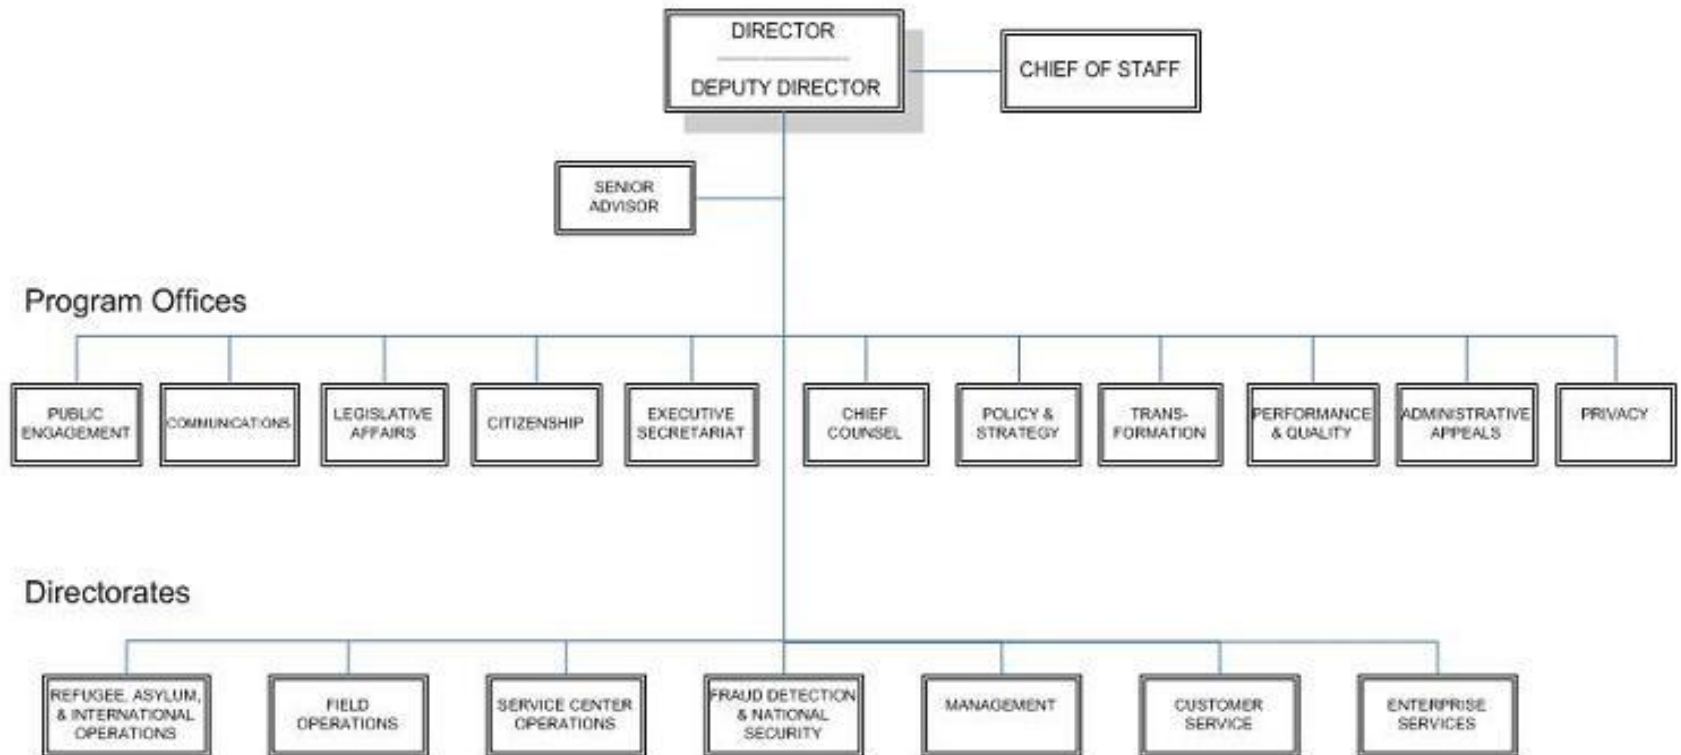 DIRECTOR
DEPUTY DIRECTOR
CHIEF OF STAFF
SENIOR
ADVISOR
Program Offices
PUBLIC
ENGAGEMENT
COMMUNICATIONS
LEGISLATIVE
AFFAIRS
CITIZENSHIP
EXECUTIVE
SECRETARIAT
CHIEF
COUNSEL
POLICY &
STRATEGY
TRANS-
FORMATION
PERFORMANCE
& QUALITY
ADMINISTRATIVE
APPEALS
PRIVACY
Directorates
REFUGEE, ASYLUM,
& INTERNATIONAL
OPERATIONS
FIELD
OPERATIONS
SERVICE CENTER
OPERATIONS
FRAUD DETECTION
& NATIONAL
SECURITY
MANAGEMENT
CUSTOMER
SERVICE
ENTERPRISE
SERVICES